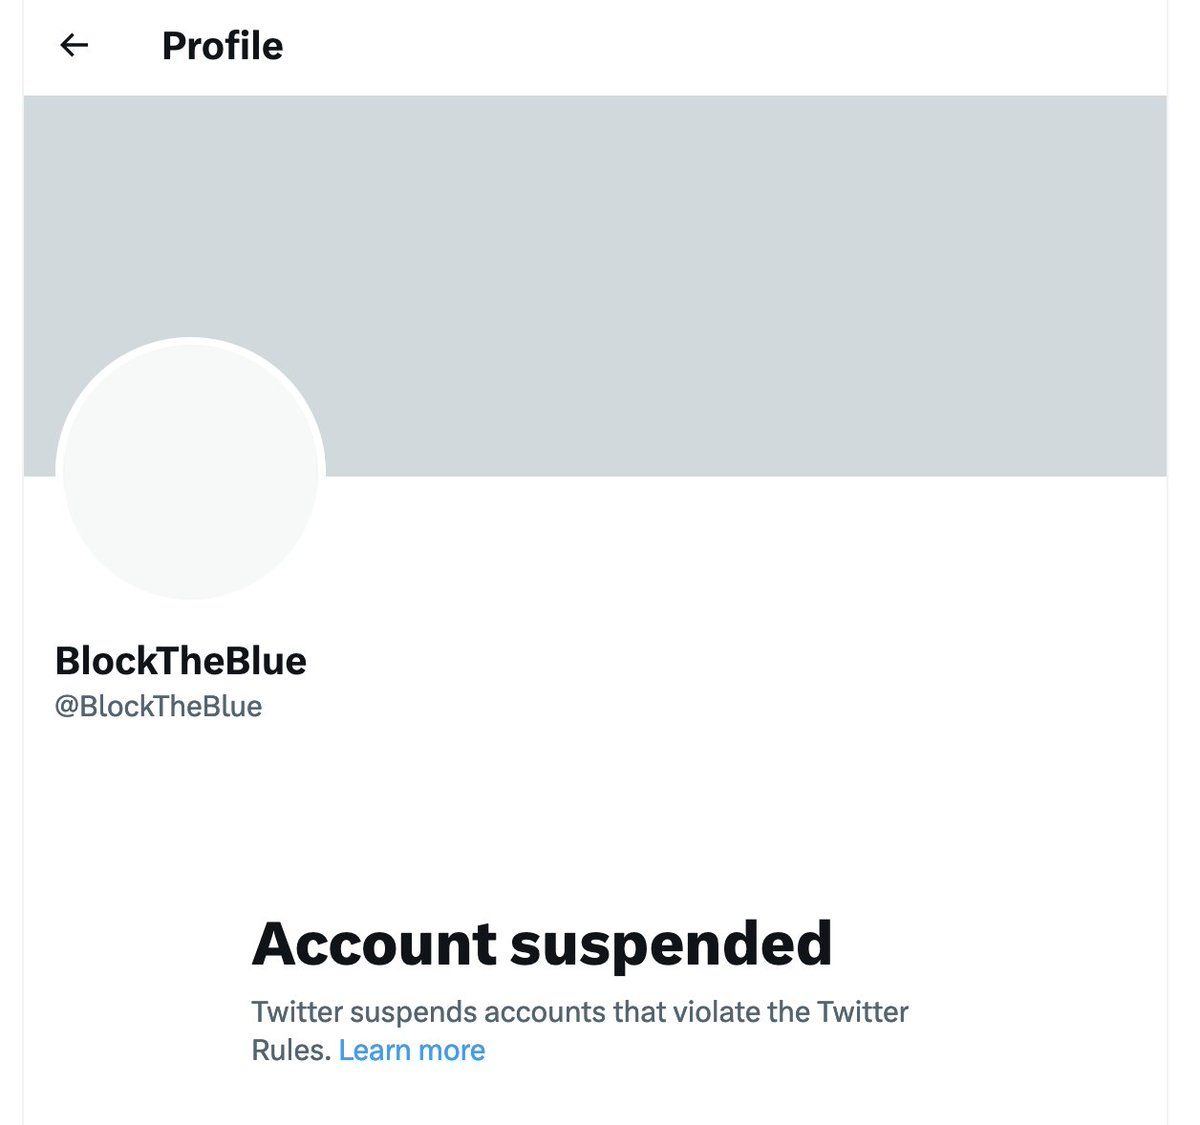 Profile
BlockTheBlue
@BlockTheBlue
Account suspended
Twitter suspends accounts that violate the Twitter
Rules. Learn more